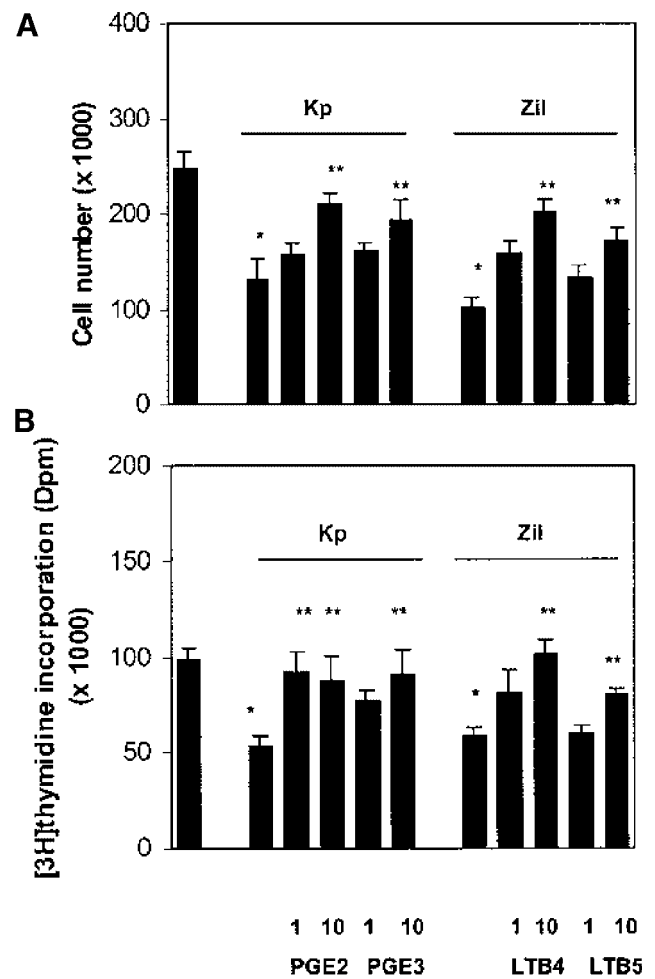 A
Cell number (x 1000)
400
300
200
100
0
Kp
Zil
*
**
**
*
**
**
B
[3H]thymidine incorporation (Dpm)
(x 1000)
200
150
100
50
0
Kp
Zil
*
**
**
**
*
**
**
1 10 1 10 1 10 1 10
PGE2 PGE3 LTB4 LTB5